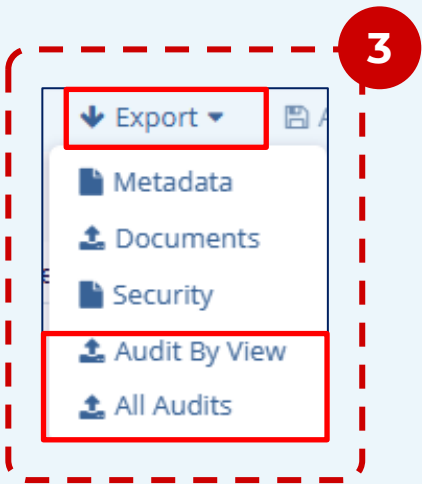 3
Export
Metadata
Documents
Security
Audit By View
All Audits